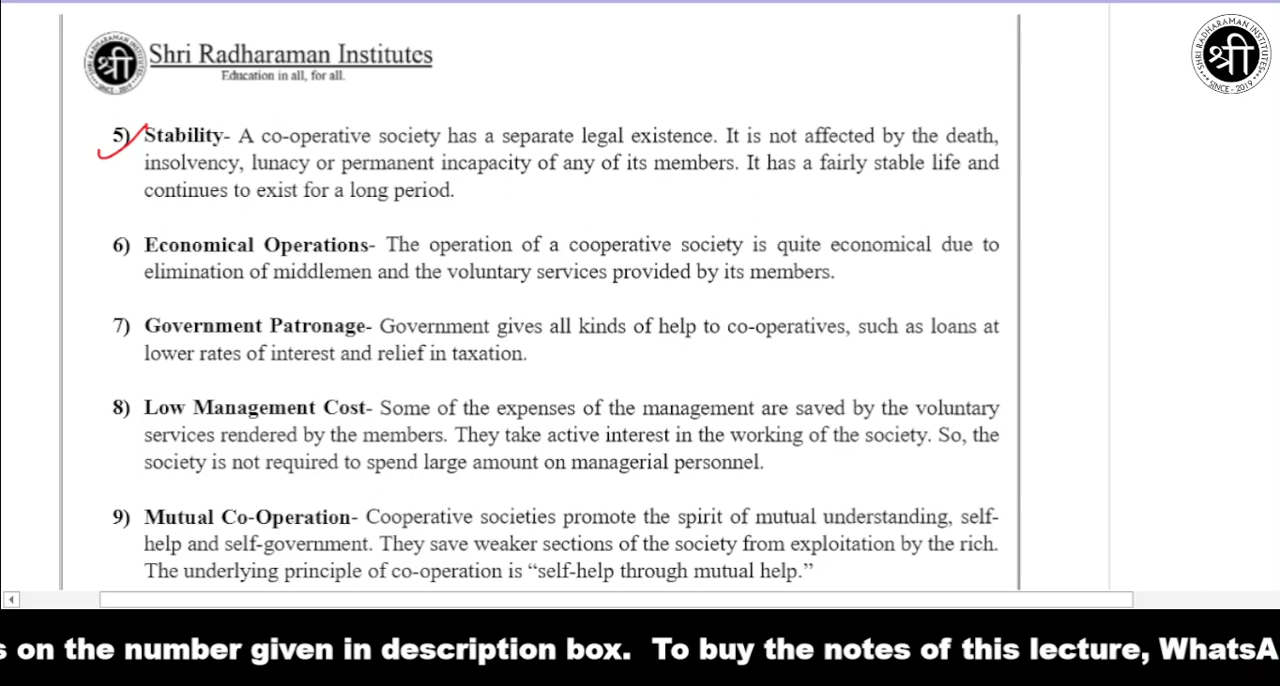 श्री
SHRI RADHARAMAN INSTITUTES
SINCE - 2019
Shri Radharaman Institutes
Education in all, for all.
5) Stability- A co-operative society has a separate legal existence. It is not affected by the death,
insolvency, lunacy or permanent incapacity of any of its members. It has a fairly stable life and
continues to exist for a long period.
6) Economical Operations- The operation of a cooperative society is quite economical due to
elimination of middlemen and the voluntary services provided by its members.
7) Government Patronage- Government gives all kinds of help to co-operatives, such as loans at
lower rates of interest and relief in taxation.
8) Low Management Cost- Some of the expenses of the management are saved by the voluntary
services rendered by the members. They take active interest in the working of the society. So, the
society is not required to spend large amount on managerial personnel.
9) Mutual Co-Operation- Cooperative societies promote the spirit of mutual understanding, self-
help and self-government. They save weaker sections of the society from exploitation by the rich.
The underlying principle of co-operation is “self-help through mutual help.”
s on the number given in description box. To buy the notes of this lecture, WhatsA